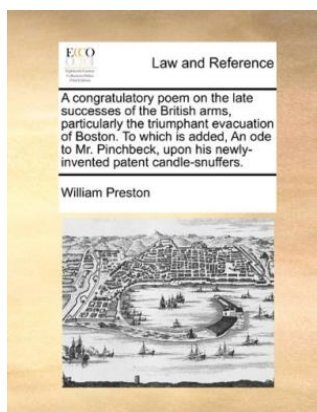 ECCO
Law and Reference
A congratulatory poem on the late
successes of the British arms,
particularly the triumphant evacuation
of Boston. To which is added, An ode
to Mr. Pinchbeck, upon his newly-
invented patent candle-snuffers.
William Preston